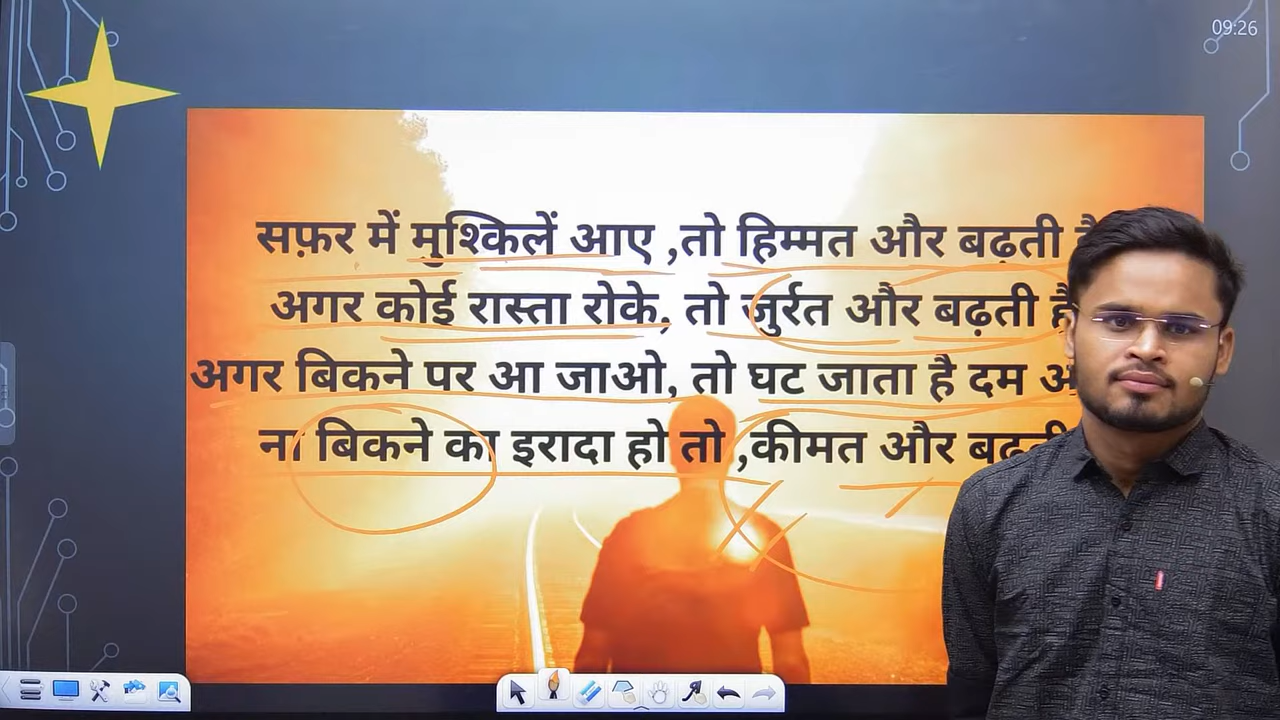 09:26
सफ़र में मुश्किलें आए ,तो हिम्मत और बढ़ती
अगर कोई रास्ता रोके, तो जुर्रत और बढ़ती है
अगर बिकने पर आ जाओ, तो घट जाता है दम
ना बिकने का इरादा हो तो ,कीमत और बढ़ती